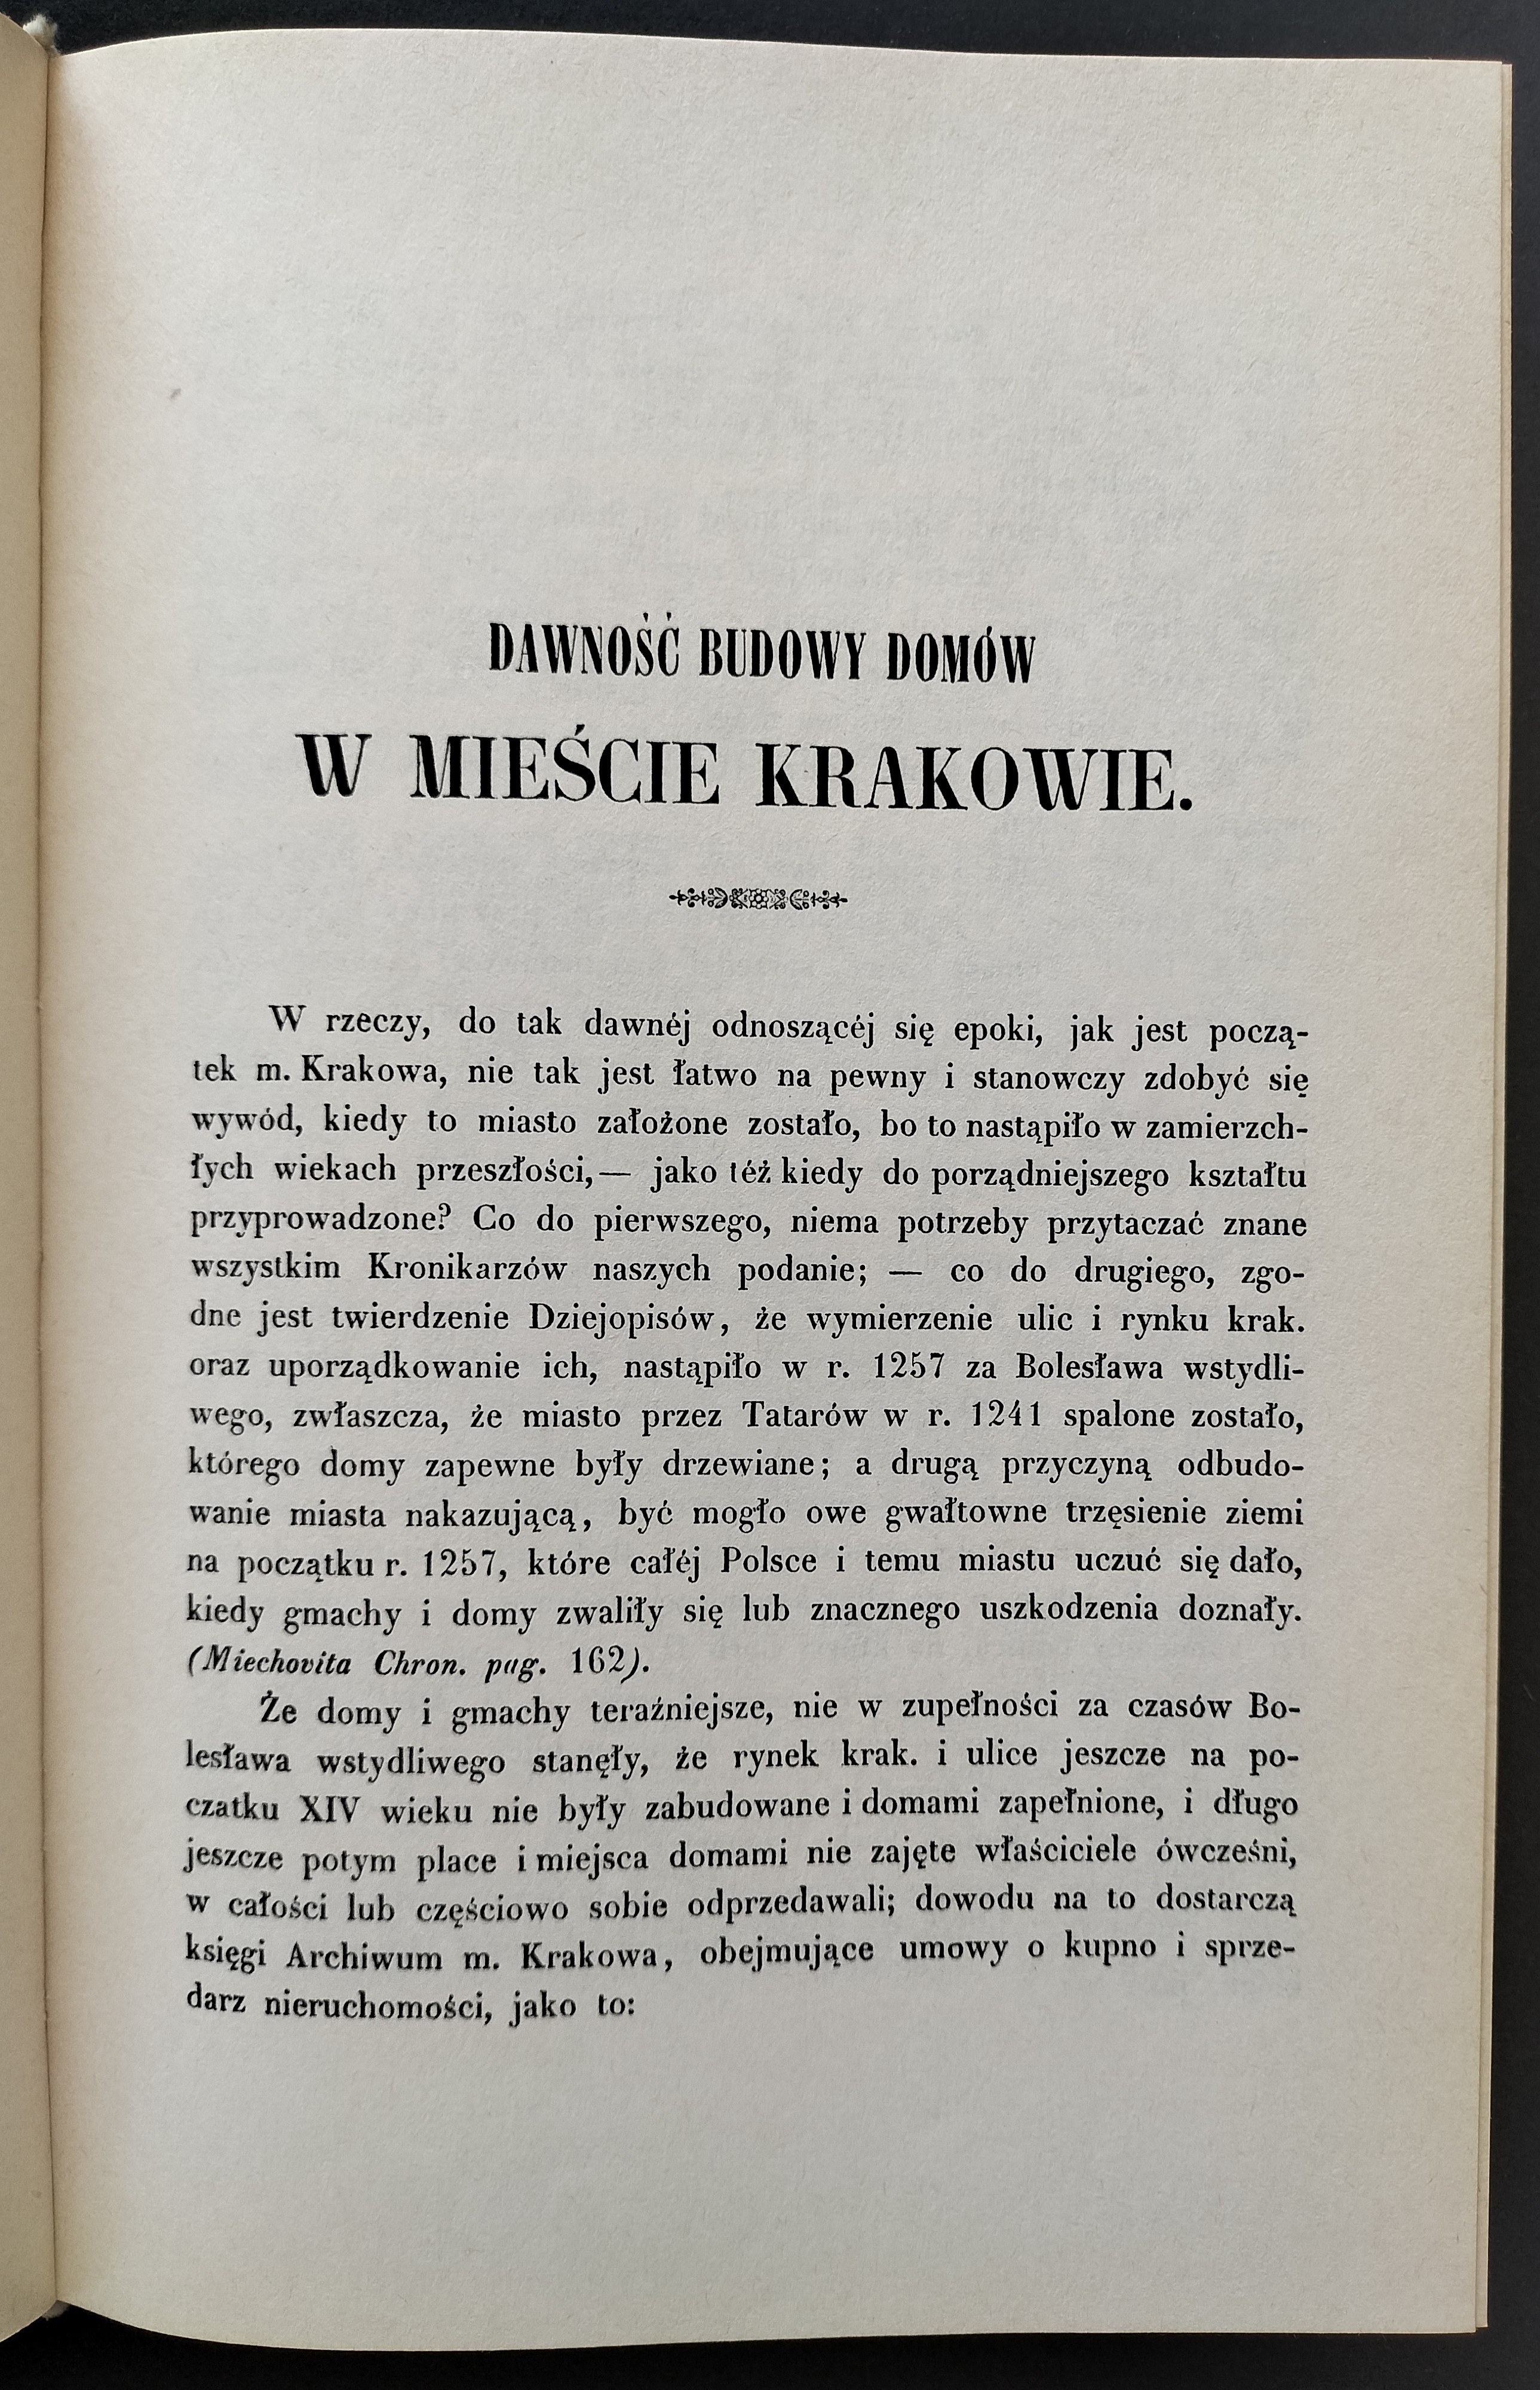 DAWNOŚĆ BUDOWY DOMÓW
W MIEŚCIE KRAKOWIE.
W rzeczy, do tak dawnéj odnoszącéj się epoki, jak jest począ-
tek m. Krakowa, nie tak jest łatwo na pewny i stanowczy zdobyć się
wywód, kiedy to miasto założone zostało, bo to nastąpiło w zamierzch-
łych wiekach przeszłości,— jako téż kiedy do porządniejszego kształtu
przyprowadzone? Co do pierwszego, niema potrzeby przytaczać znane
wszystkim Kronikarzów naszych podanie; — co do drugiego, zgo-
dne jest twierdzenie Dziejopisów, że wymierzenie ulic i rynku krak.
oraz uporządkowanie ich, nastąpiło w r. 1257 za Bolesława wstydli-
wego, zwłaszcza, że miasto przez Tatarów w r. 1241 spalone zostało,
którego domy zapewne były drzewiane; a drugą przyczyną odbudo-
wanie miasta nakazującą, być mogło owe gwałtowne trzęsienie ziemi
na początku r. 1257, które całéj Polsce i temu miastu uczuć się dało,
kiedy gmachy i domy zwaliły się lub znacznego uszkodzenia doznały.
(Miechovita Chron. pag. 162).
Że domy i gmachy teraźniejsze, nie w zupełności za czasów Bo-
lesława wstydliwego stanęły, że rynek krak. i ulice jeszcze na po-
czatku XIV wieku nie były zabudowane i domami zapełnione, i długo
jeszcze potym place i miejsca domami nie zajęte właściciele ówcześni,
w całości lub częściowo sobie odprzedawali; dowodu na to dostarczą
księgi Archiwum m. Krakowa, obejmujące umowy o kupno i sprze-
darz nieruchomości, jako to: